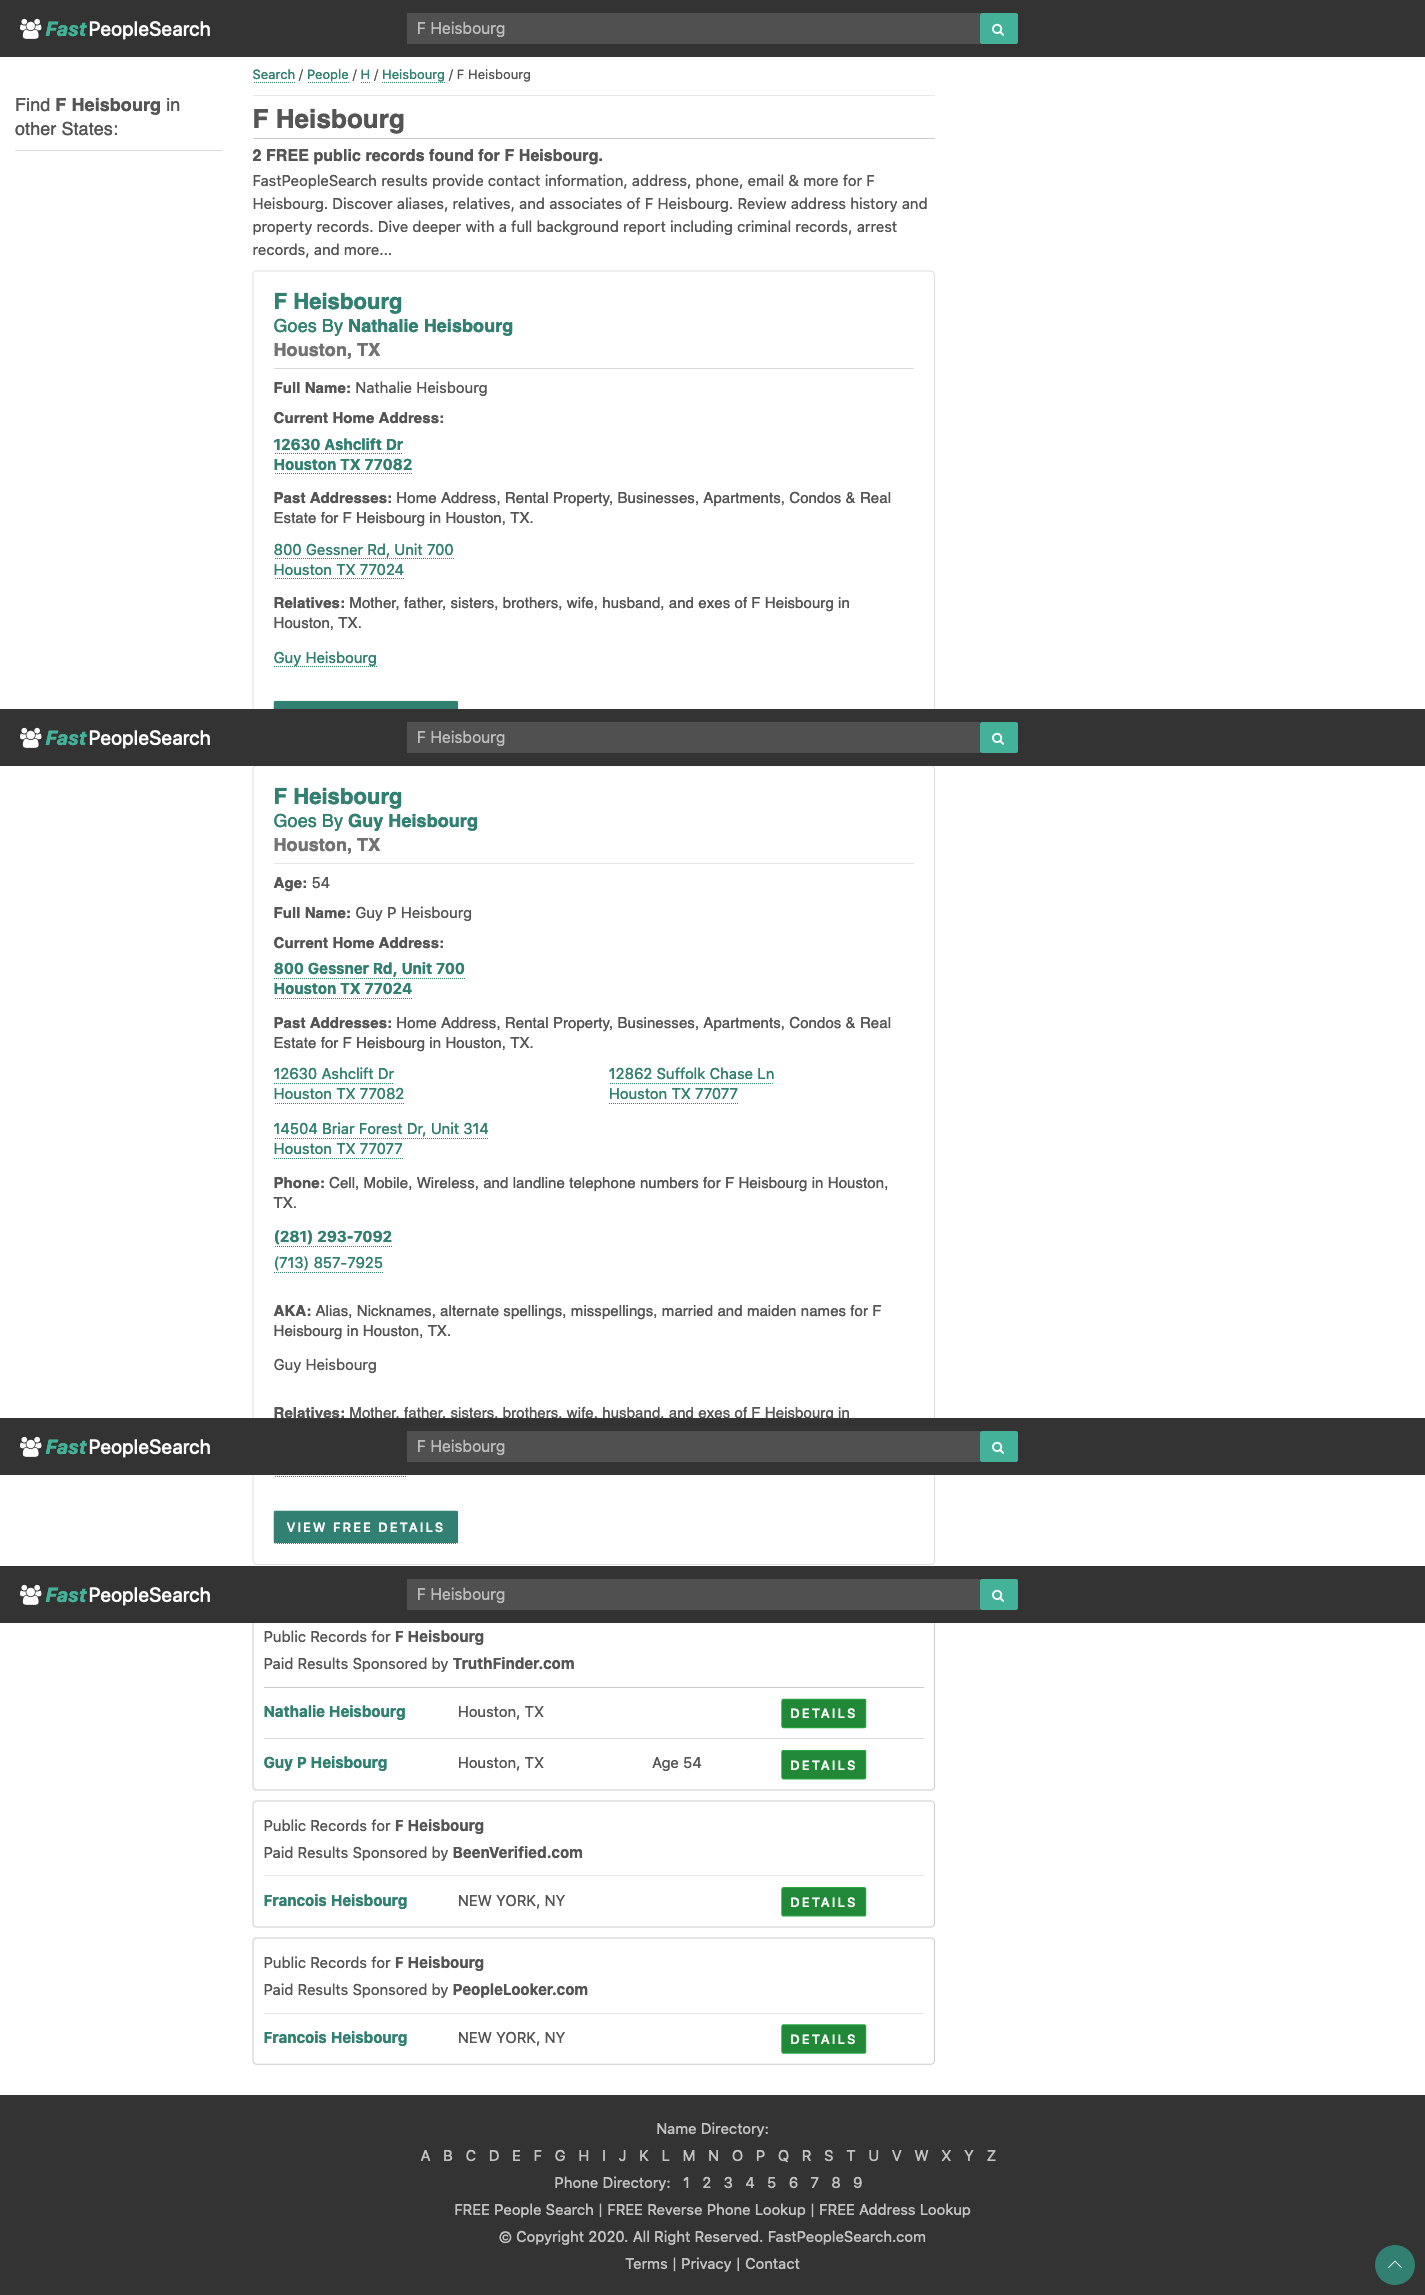 FastPeopleSearch
F Heisbourg
Search / People / H / Heisbourg / F Heisbourg
Find F Heisbourg in
other States:
F Heisbourg
2 FREE public records found for F Heisbourg.
FastPeopleSearch results provide contact information, address, phone, email & more for F
Heisbourg. Discover aliases, relatives, and associates of F Heisbourg. Review address history and
property records. Dive deeper with a full background report including criminal records, arrest
records, and more...
F Heisbourg
Goes By Nathalie Heisbourg
Houston, TX
Full Name: Nathalie Heisbourg
Current Home Address:
12630 Ashclift Dr
Houston TX 77082
Past Addresses: Home Address, Rental Property, Businesses, Apartments, Condos & Real
Estate for F Heisbourg in Houston, TX.
800 Gessner Rd, Unit 700
Houston TX 77024
Relatives: Mother, father, sisters, brothers, wife, husband, and exes of F Heisbourg in
Houston, TX.
Guy Heisbourg
FastPeopleSearch
F Heisbourg
F Heisbourg
Goes By Guy Heisbourg
Houston, TX
Age: 54
Full Name: Guy P Heisbourg
Current Home Address:
800 Gessner Rd, Unit 700
Houston TX 77024
Past Addresses: Home Address, Rental Property, Businesses, Apartments, Condos & Real
Estate for F Heisbourg in Houston, TX.
12630 Ashclift Dr
Houston TX 77082
12862 Suffolk Chase Ln
Houston TX 77077
14504 Briar Forest Dr, Unit 314
Houston TX 77077
Phone: Cell, Mobile, Wireless, and landline telephone numbers for F Heisbourg in Houston,
TX.
(281) 293-7092
(713) 857-7925
AKA: Alias, Nicknames, alternate spellings, misspellings, married and maiden names for F
Heisbourg in Houston, TX.
Guy Heisbourg
Relatives: Mother, father, sisters, brothers, wife, husband, and exes of F Heisbourg in
FastPeopleSearch
F Heisbourg
VIEW FREE DETAILS
FastPeopleSearch
F Heisbourg
Public Records for F Heisbourg
Paid Results Sponsored by TruthFinder.com
Nathalie Heisbourg Houston, TX DETAILS
Guy P Heisbourg Houston, TX Age 54 DETAILS
Public Records for F Heisbourg
Paid Results Sponsored by BeenVerified.com
Francois Heisbourg NEW YORK, NY DETAILS
Public Records for F Heisbourg
Paid Results Sponsored by PeopleLooker.com
Francois Heisbourg NEW YORK, NY DETAILS
Name Directory:
A B C D E F G H I J K L M N O P Q R S T U V W X Y Z
Phone Directory: 1 2 3 4 5 6 7 8 9
FREE People Search | FREE Reverse Phone Lookup | FREE Address Lookup
© Copyright 2020. All Right Reserved. FastPeopleSearch.com
Terms | Privacy | Contact